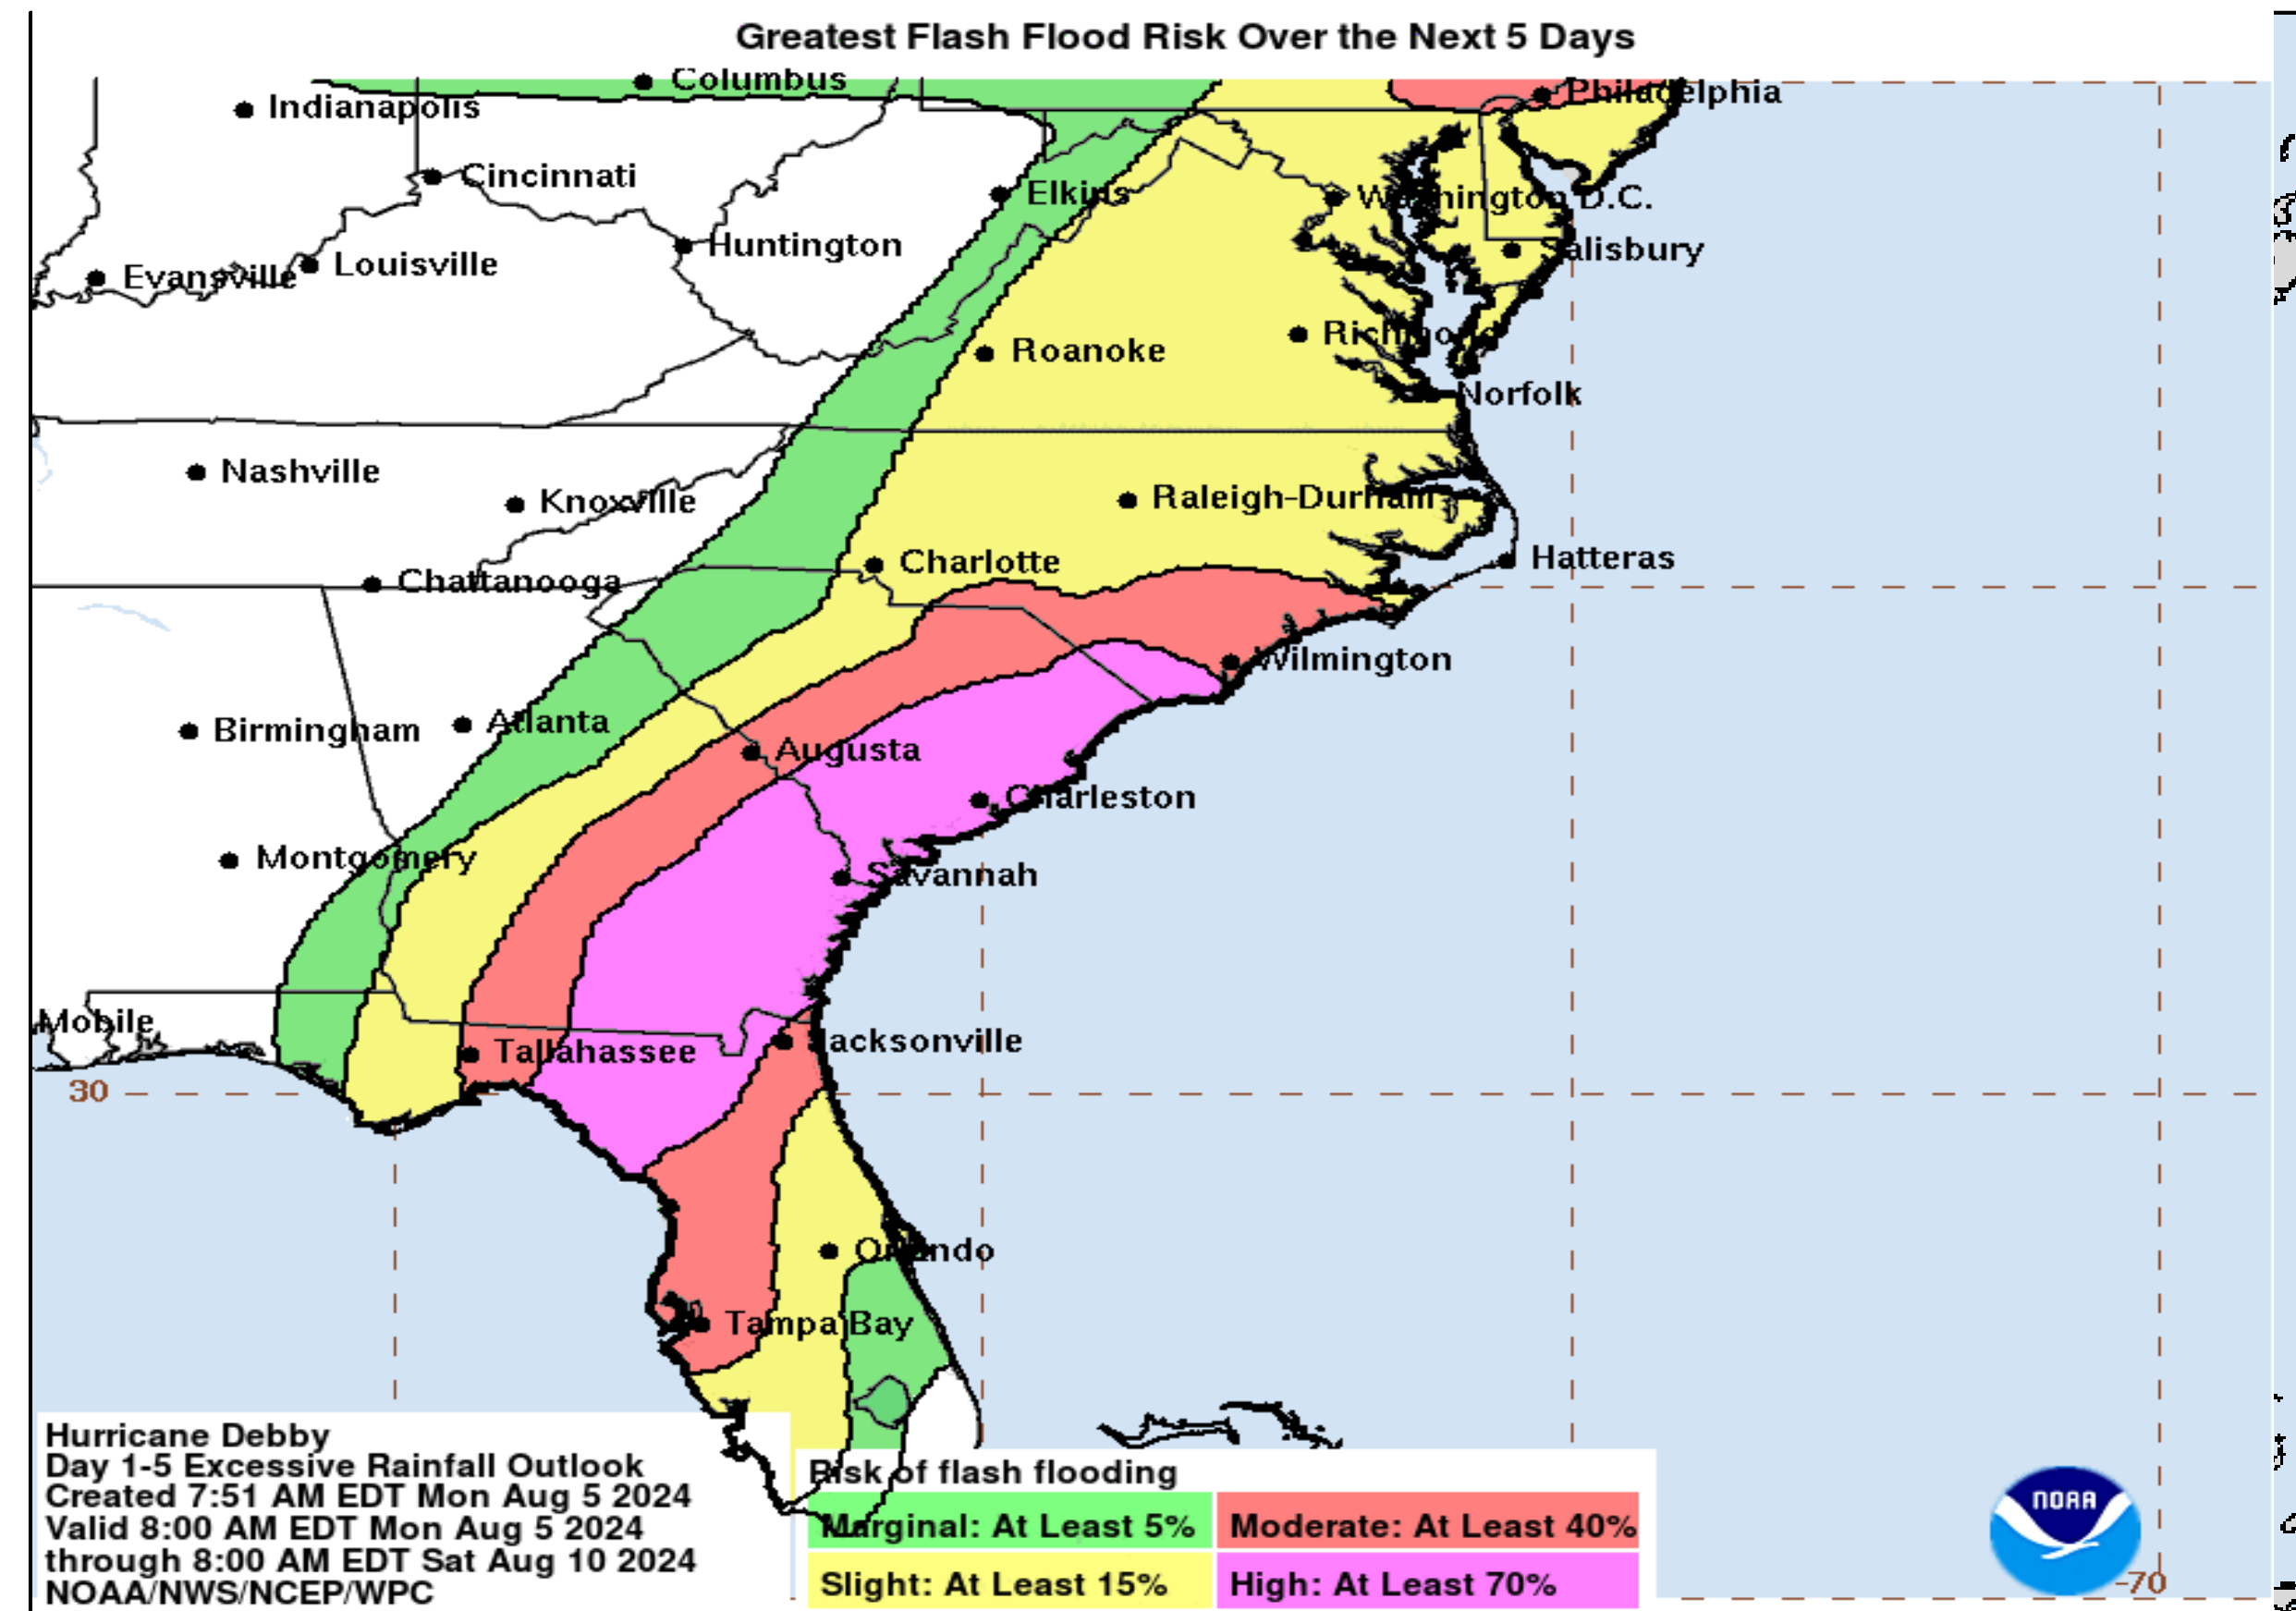 Greatest Flash Flood Risk Over the Next 5 Days
Columbus
Philadelphia
Indianapolis
Cincinnati
Elkins
Washington D.C.
Huntington
Salisbury
Louisville
Evansville
Richmond
Roanoke
Norfolk
Nashville
Raleigh-Durham
Knoxville
Hatteras
Charlotte
Chattanooga
Wilmington
Atlanta
Birmingham
Augusta
Charleston
Montgomery
Savannah
Mobile
Jacksonville
Tallahassee
30
Orlando
Tampa Bay
Hurricane Debby
Day 1-5 Excessive Rainfall Outlook
Created 7:51 AM EDT Mon Aug 5 2024
Valid 8:00 AM EDT Mon Aug 5 2024
through 8:00 AM EDT Sat Aug 10 2024
NOAA/NWS/NCEP/WPC
Risk of flash flooding
Marginal: At Least 5%
Moderate: At Least 40%
Slight: At Least 15%
High: At Least 70%
NOAA
-70